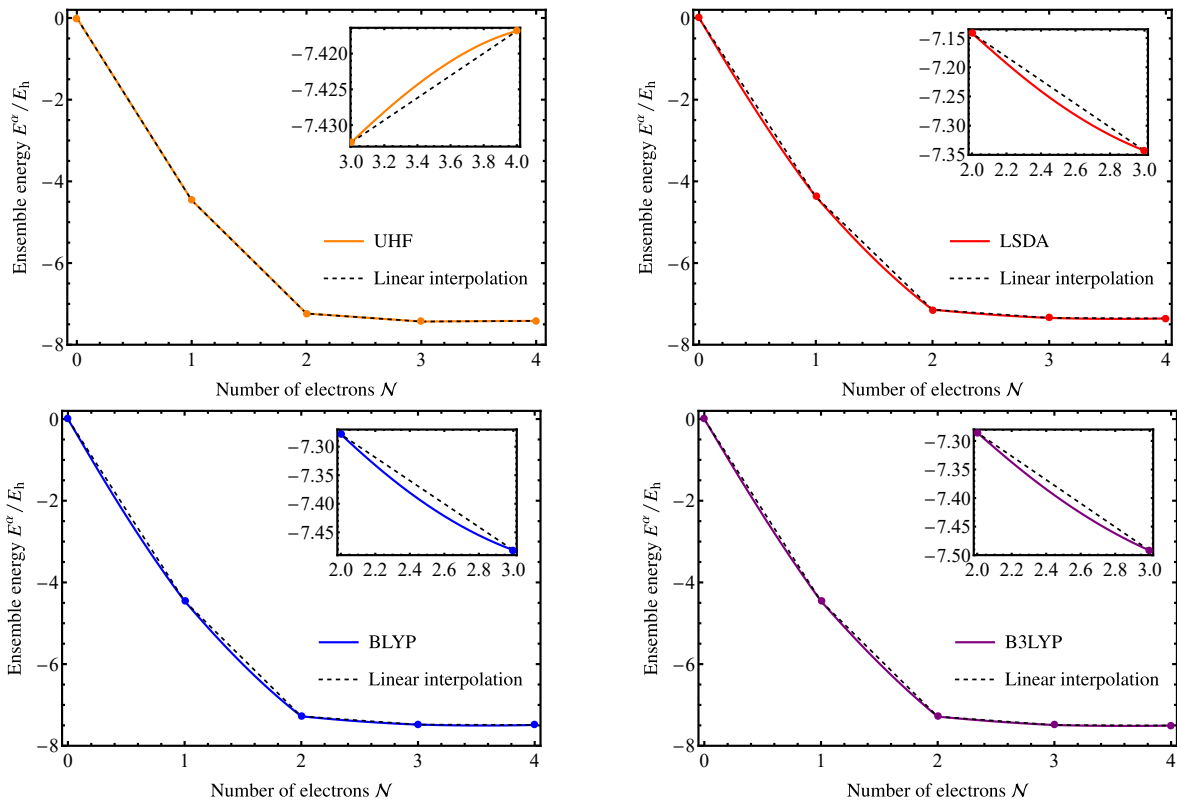 Ensemble energy E^α / E_h
0
−2
−4
−6
−8
0 1 2 3 4
Number of electrons 𝒩
UHF
Linear interpolation
−7.420
−7.425
−7.430
3.0 3.2 3.4 3.6 3.8 4.0
Ensemble energy E^α / E_h
0
−2
−4
−6
−8
0 1 2 3 4
Number of electrons 𝒩
LSDA
Linear interpolation
−7.15
−7.20
−7.25
−7.30
−7.35
2.0 2.2 2.4 2.6 2.8 3.0
Ensemble energy E^α / E_h
0
−2
−4
−6
−8
0 1 2 3 4
Number of electrons 𝒩
BLYP
Linear interpolation
−7.30
−7.35
−7.40
−7.45
2.0 2.2 2.4 2.6 2.8 3.0
Ensemble energy E^α / E_h
0
−2
−4
−6
−8
0 1 2 3 4
Number of electrons 𝒩
B3LYP
Linear interpolation
−7.30
−7.35
−7.40
−7.45
−7.50
2.0 2.2 2.4 2.6 2.8 3.0